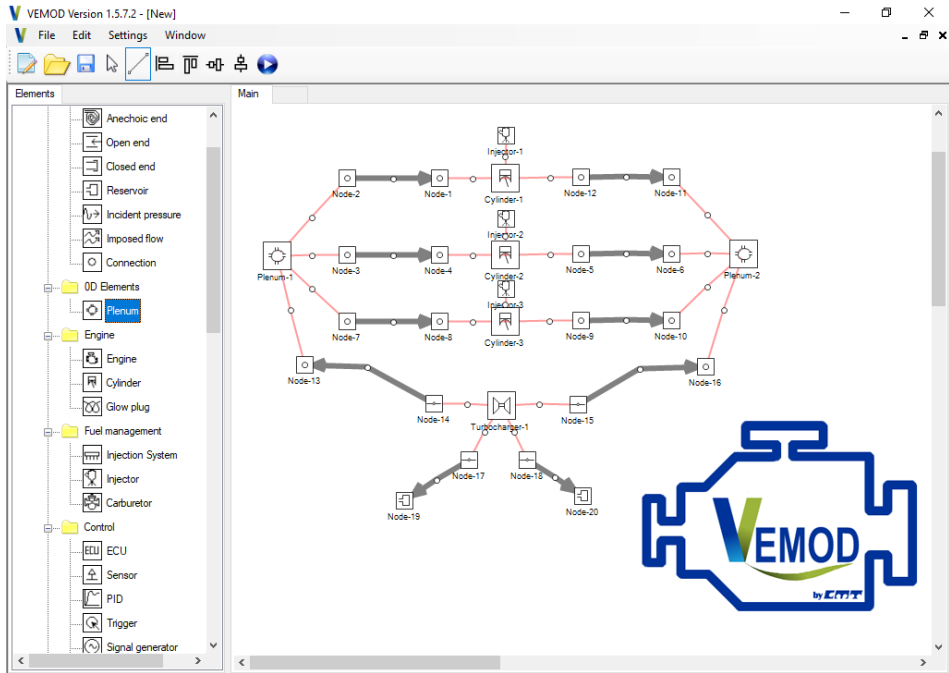 VEMOD Version 1.5.7.2 - [New]
File Edit Settings Window
Elements
Main
Anechoic end
Open end
Closed end
Reservoir
Incident pressure
Imposed flow
Connection
0D Elements
Plenum
Engine
Engine
Cylinder
Glow plug
Fuel management
Injection System
Injector
Carburetor
Control
ECU ECU
Sensor
PID
Trigger
Signal generator
Injector-1
Node-2
Node-1
Cylinder-1
Node-12
Node-11
Injector-2
Plenum-1
Node-3
Node-4
Cylinder-2
Node-5
Node-6
Plenum-2
Injector-3
Node-7
Node-8
Cylinder-3
Node-9
Node-10
Node-13
Node-16
Node-14
Turbocharger-1
Node-15
Node-17
Node-18
Node-19
Node-20
VEMOD
by CMT